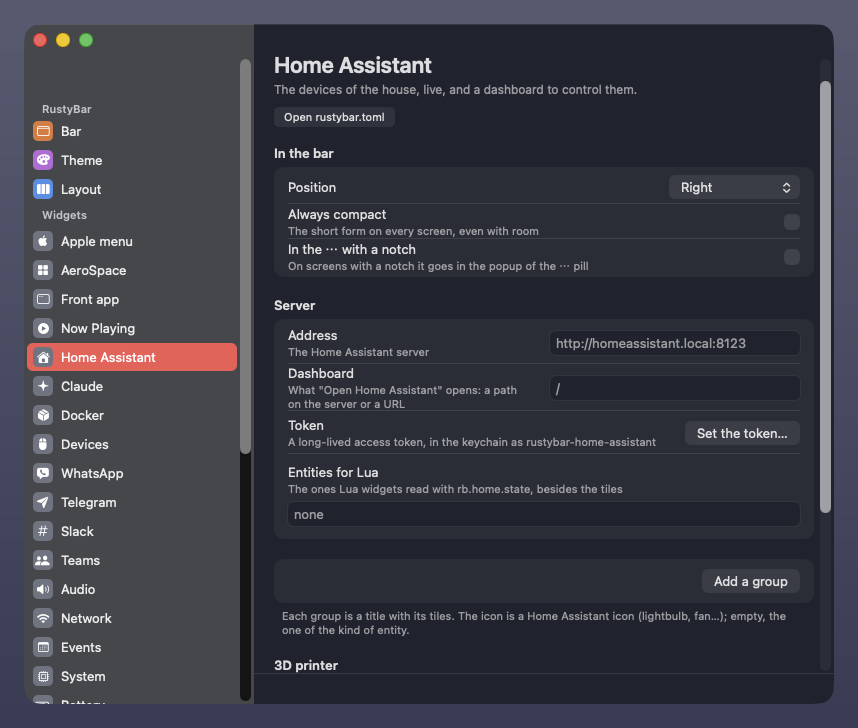 RustyBar
Bar
Theme
Layout
Widgets
Apple menu
AeroSpace
Front app
Now Playing
Home Assistant
Claude
Docker
Devices
WhatsApp
Telegram
Slack
Teams
Audio
Network
Events
System
Battery
Home Assistant
The devices of the house, live, and a dashboard to control them.
Open rustybar.toml
In the bar
Position
Right
Always compact
The short form on every screen, even with room
In the ··· with a notch
On screens with a notch it goes in the popup of the ··· pill
Server
Address
The Home Assistant server
http://homeassistant.local:8123
Dashboard
What "Open Home Assistant" opens: a path
on the server or a URL
/
Token
A long-lived access token, in the keychain as rustybar-home-assistant
Set the token...
Entities for Lua
The ones Lua widgets read with rb.home.state, besides the tiles
none
Add a group
Each group is a title with its tiles. The icon is a Home Assistant icon (lightbulb, fan…); empty, the
one of the kind of entity.
3D printer